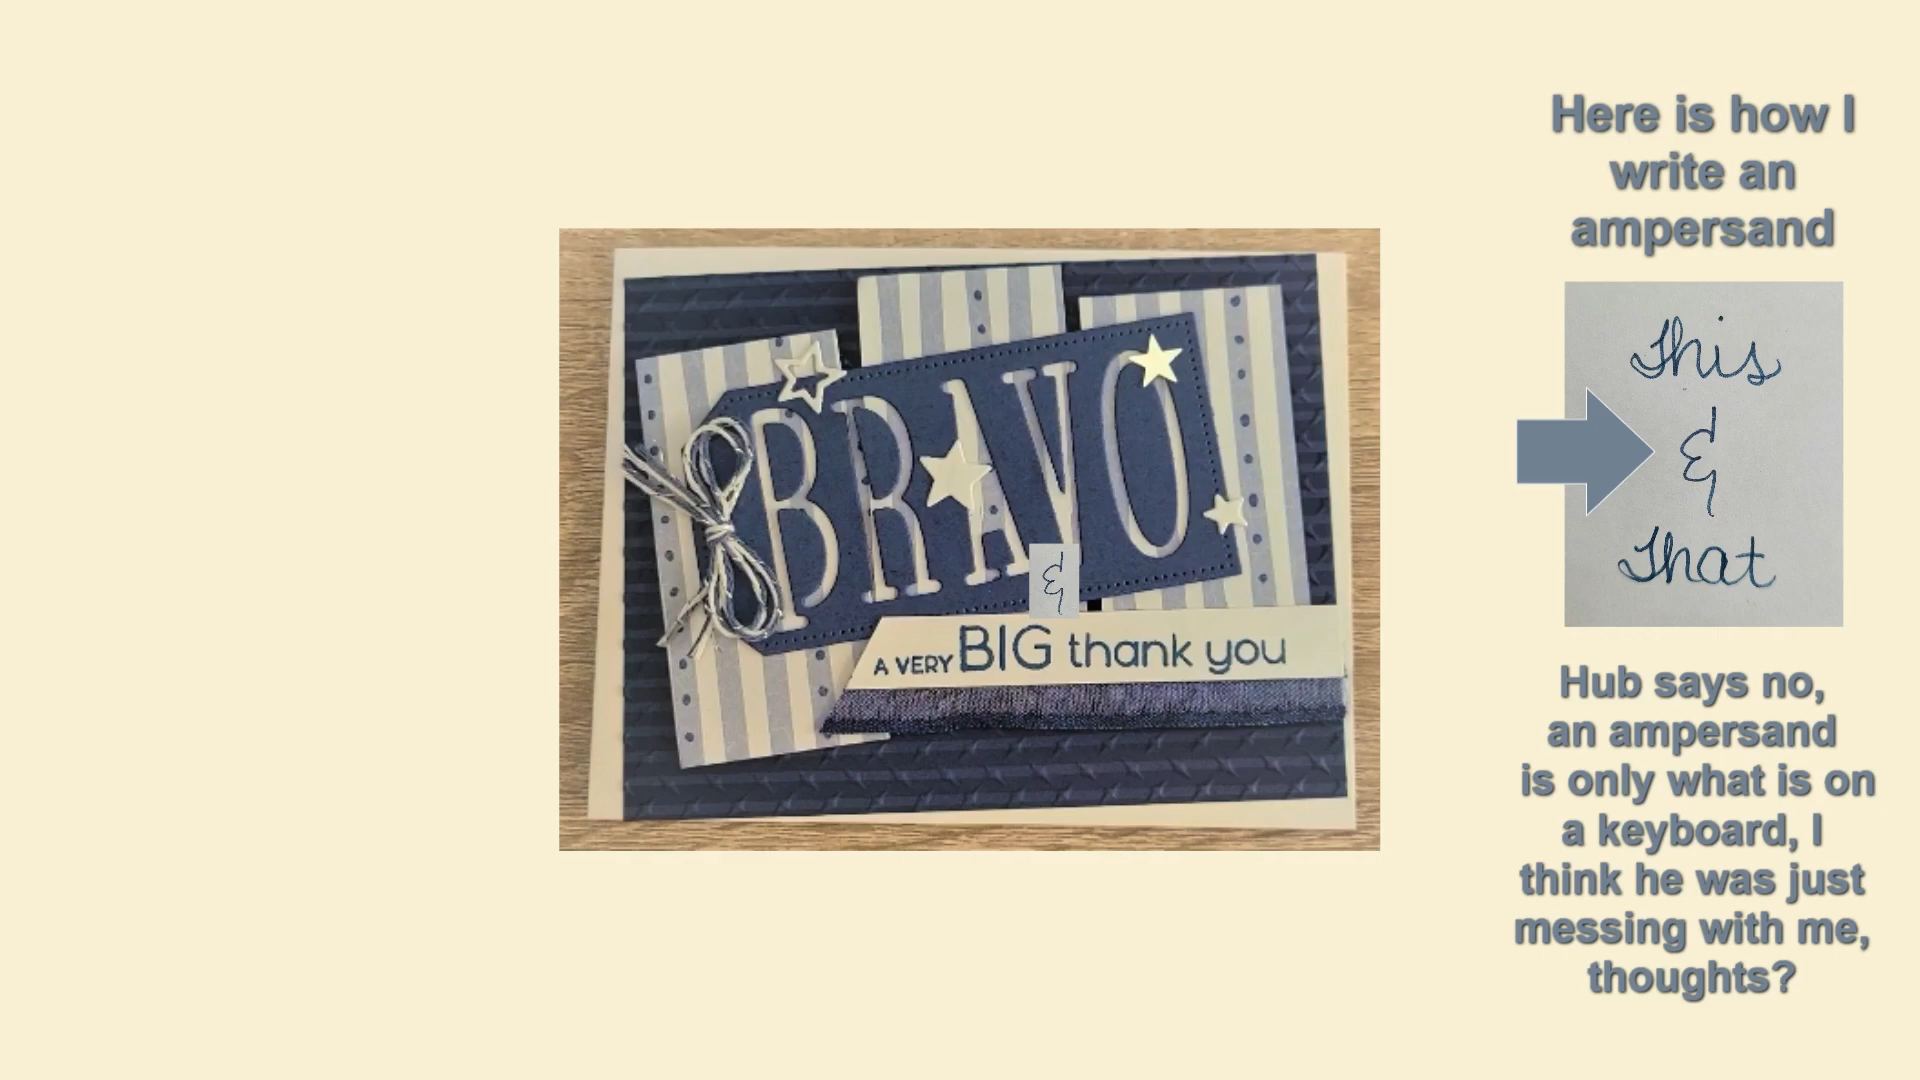 BRAVO
&
A VERY BIG thank you
Here is how I
write an
ampersand
This
&
That
Hub says no,
an ampersand
is only what is on
a keyboard, I
think he was just
messing with me,
thoughts?